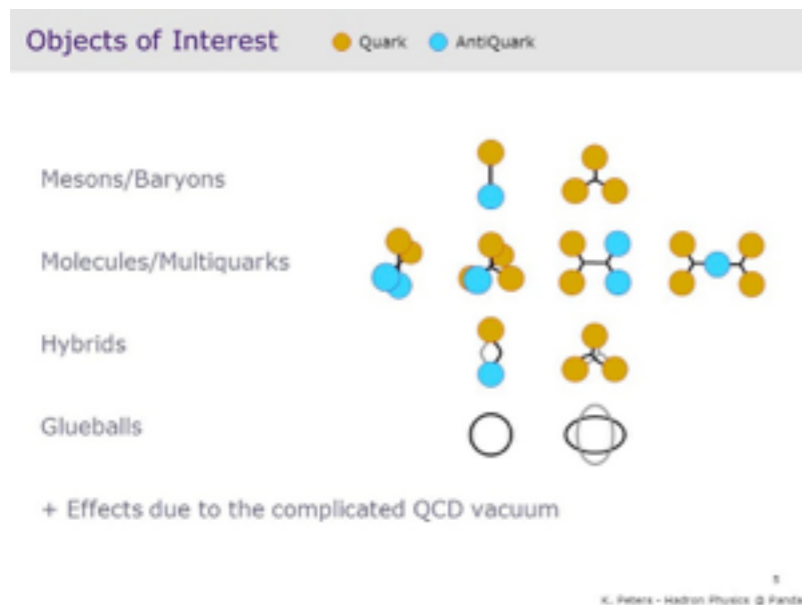 Objects of Interest Quark AntiQuark
Mesons/Baryons
Molecules/Multiquarks
Hybrids
Glueballs
+ Effects due to the complicated QCD vacuum
K. Peters - Hadron Physics @ Panda